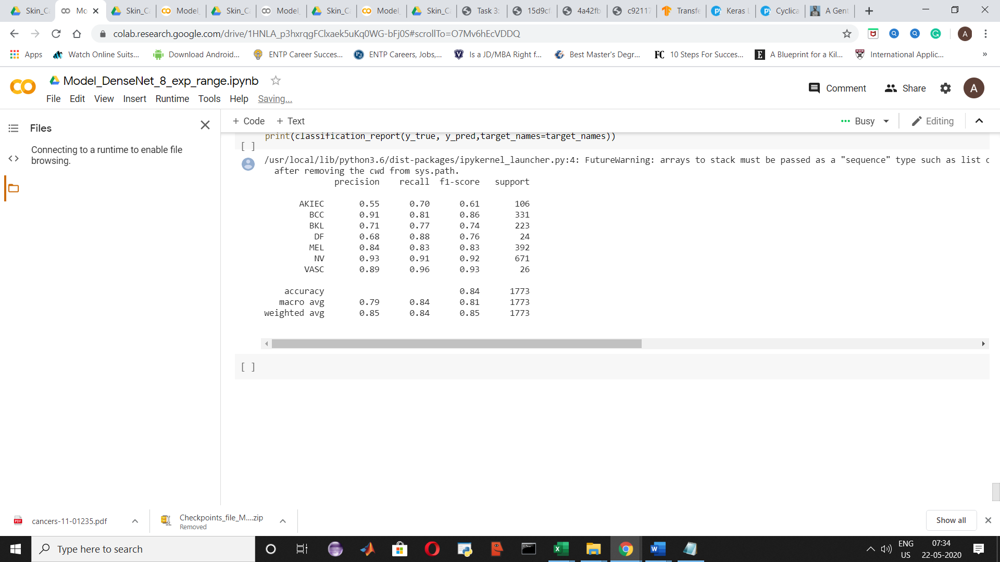 Skin_Ca
Mo
Skin_C
Model_
Skin_C
Model_
Skin_C
Model_
Skin_C
Task 3:
15d9cf
4a42fb
c92117
Transfe
Keras L
Cyclica
A Gent
colab.research.google.com/drive/1HNLA_p3hxrqgFClxaek5uKq0WG-bFj0S#scrollTo=O7Mv6hEcVDDQ
A
Apps
Watch Online Suits...
Download Android...
ENTP Career Succes...
ENTP Careers, Jobs,...
Is a JD/MBA Right f...
Best Master's Degr...
FC 10 Steps For Succes...
E A Blueprint for a Kil...
International Applic...
»
Model_DenseNet_8_exp_range.ipynb
Comment
Share
A
File Edit View Insert Runtime Tools Help Saving...
Files
Connecting to a runtime to enable file
browsing.
+ Code + Text
Busy
Editing
print(classification_report(y_true, y_pred,target_names=target_names))
[ ]
/usr/local/lib/python3.6/dist-packages/ipykernel_launcher.py:4: FutureWarning: arrays to stack must be passed as a "sequence" type such as list o
after removing the cwd from sys.path.
precision recall f1-score support
AKIEC 0.55 0.70 0.61 106
BCC 0.91 0.81 0.86 331
BKL 0.71 0.77 0.74 223
DF 0.68 0.88 0.76 24
MEL 0.84 0.83 0.83 392
NV 0.93 0.91 0.92 671
VASC 0.89 0.96 0.93 26
accuracy 0.84 1773
macro avg 0.79 0.84 0.81 1773
weighted avg 0.85 0.84 0.85 1773
[ ]
PDF cancers-11-01235.pdf
Checkpoints_file_M....zip
Removed
Show all
Type here to search
ENG
US
07:34
22-05-2020